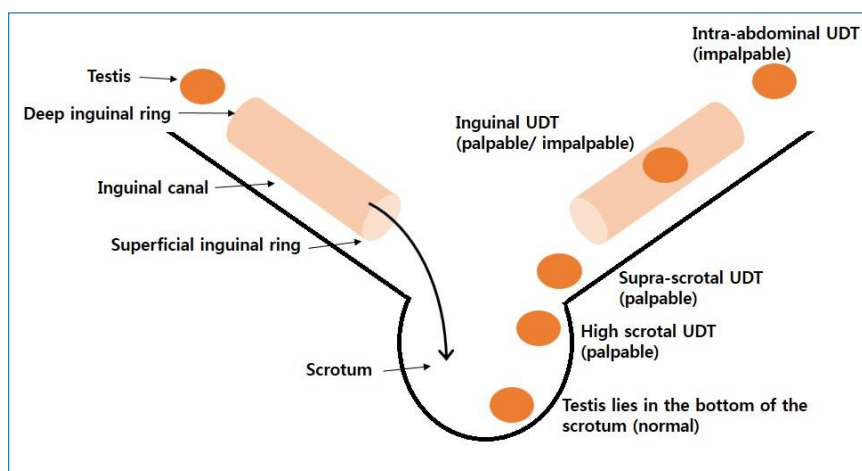 Testis
Deep inguinal ring
Inguinal canal
Superficial inguinal ring
Scrotum
Intra-abdominal UDT
(impalpable)
Inguinal UDT
(palpable/ impalpable)
Supra-scrotal UDT
(palpable)
High scrotal UDT
(palpable)
Testis lies in the bottom of the
scrotum (normal)